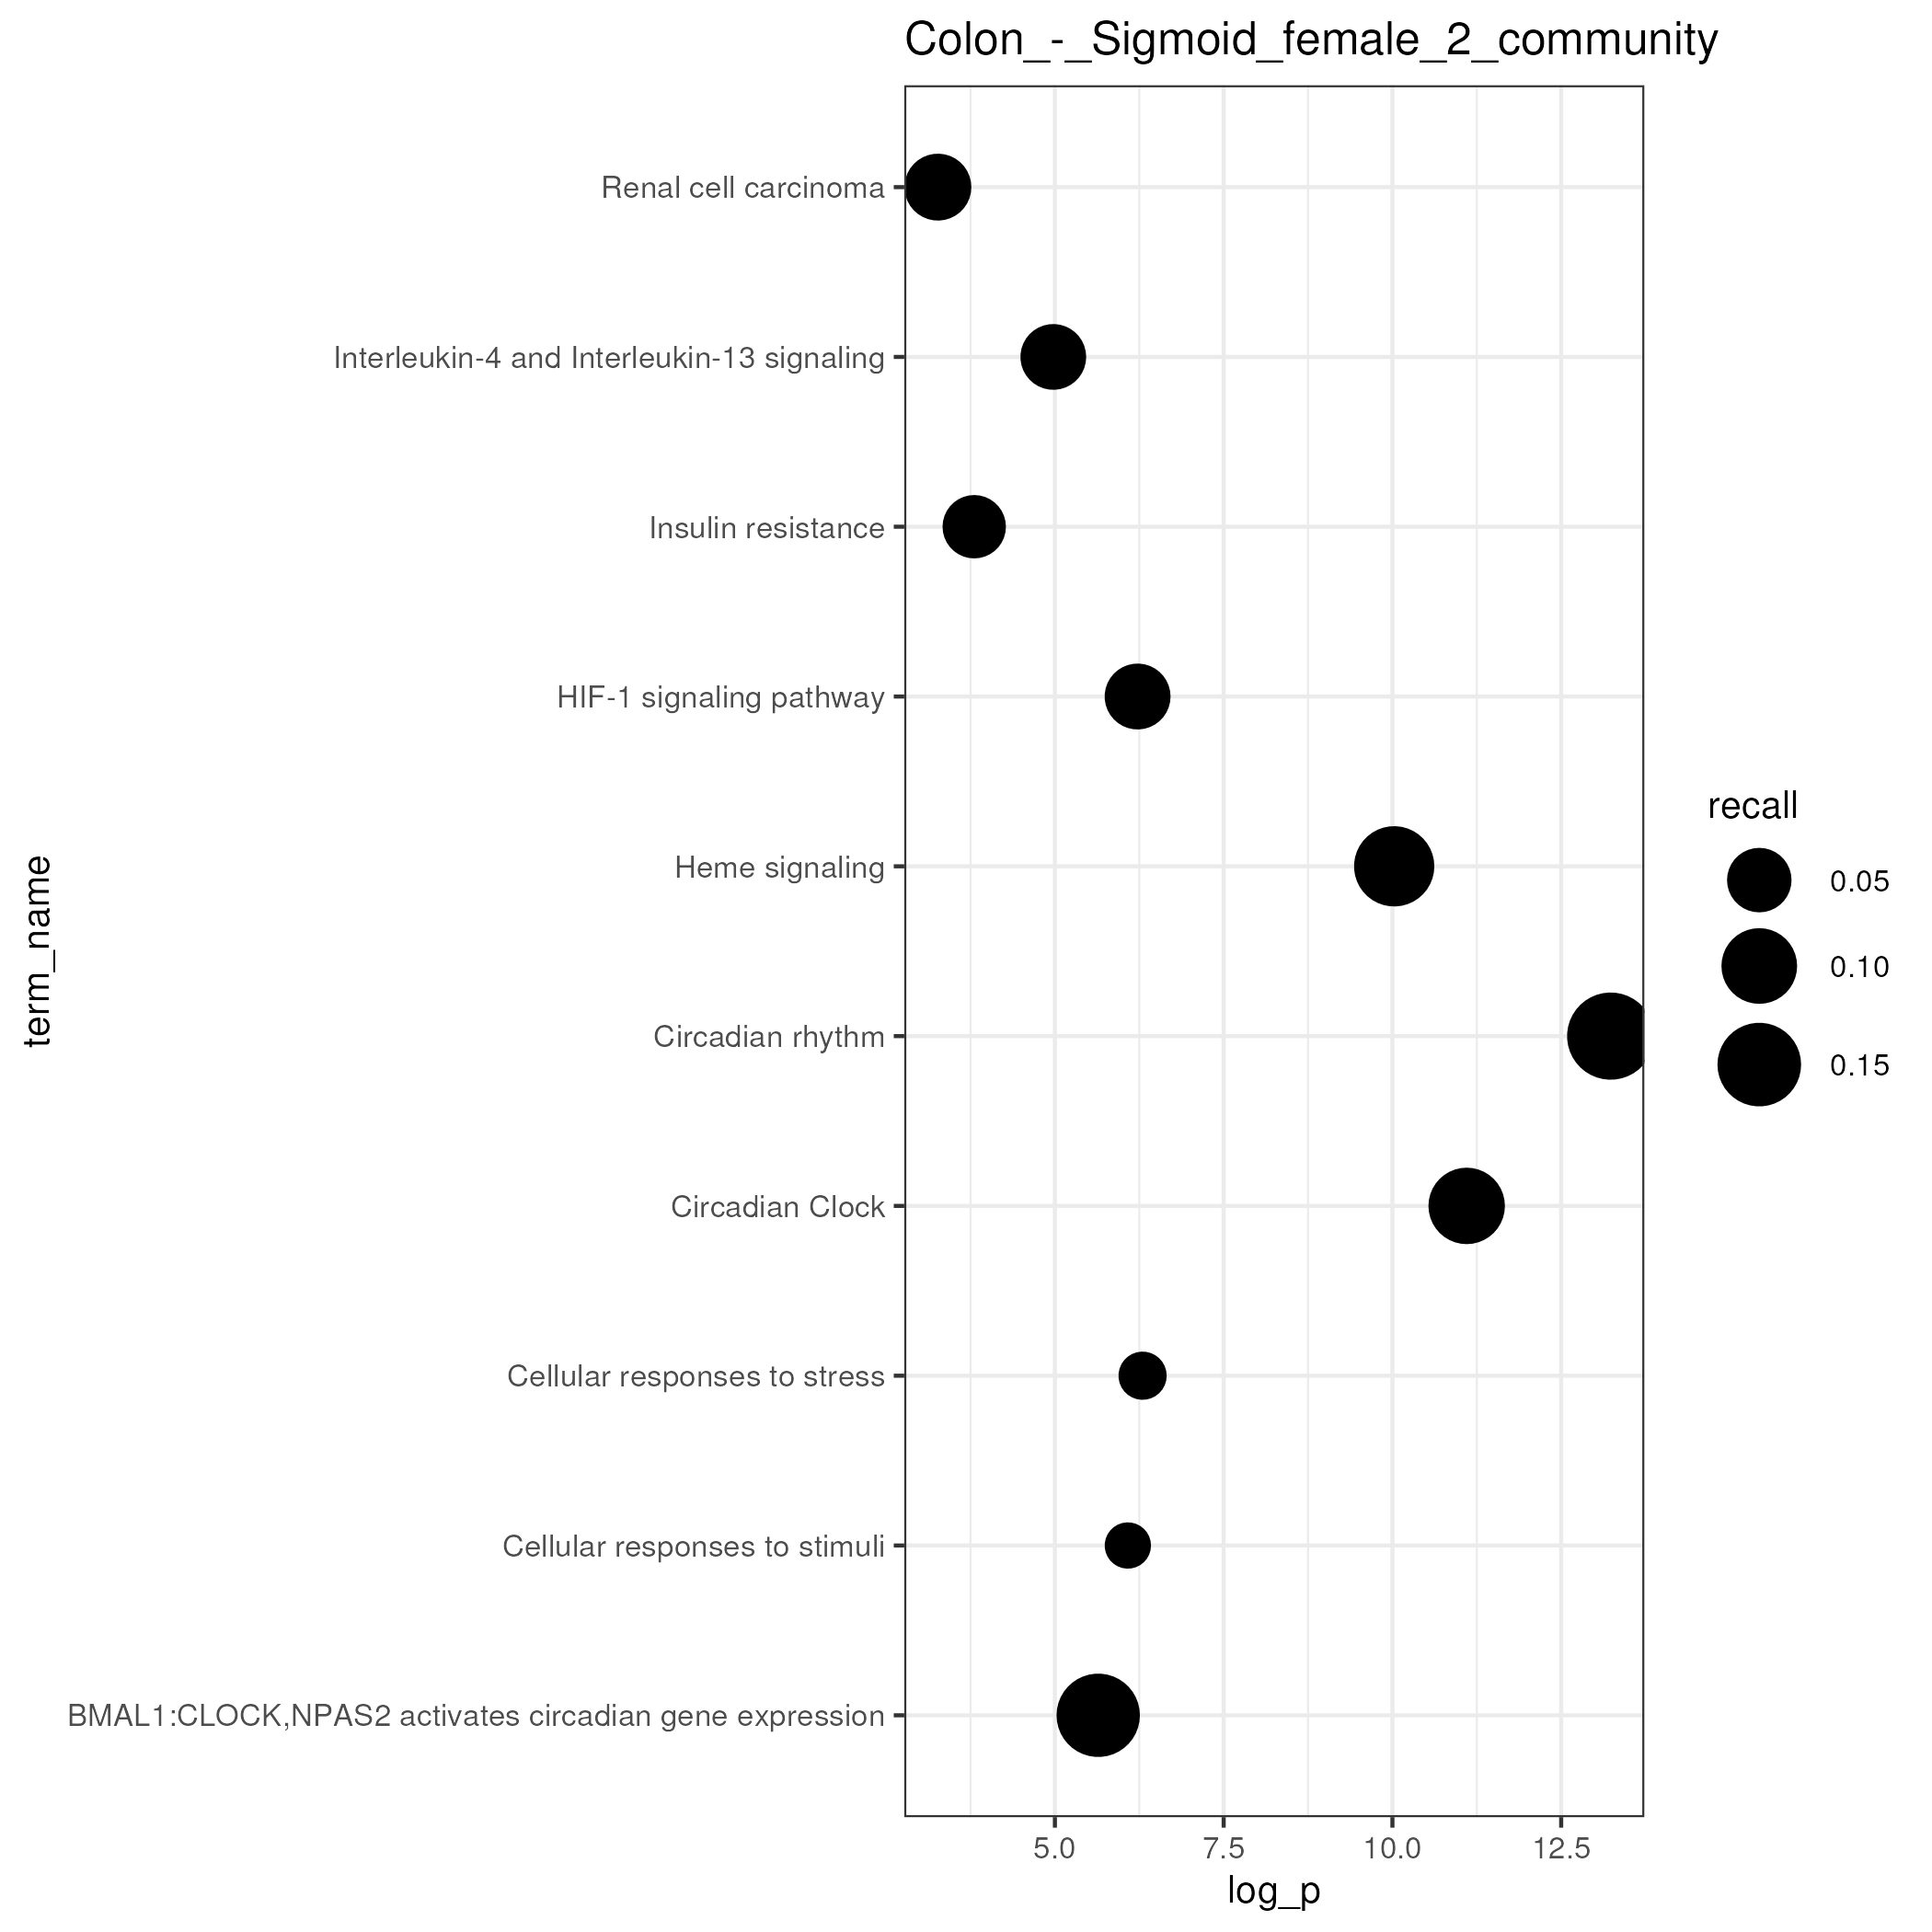 Colon_-_Sigmoid_female_2_community
Renal cell carcinoma
Interleukin-4 and Interleukin-13 signaling
Insulin resistance
HIF-1 signaling pathway
Heme signaling
Circadian rhythm
Circadian Clock
Cellular responses to stress
Cellular responses to stimuli
BMAL1:CLOCK,NPAS2 activates circadian gene expression
term_name
5.0 7.5 10.0 12.5
log_p
recall
0.05
0.10
0.15